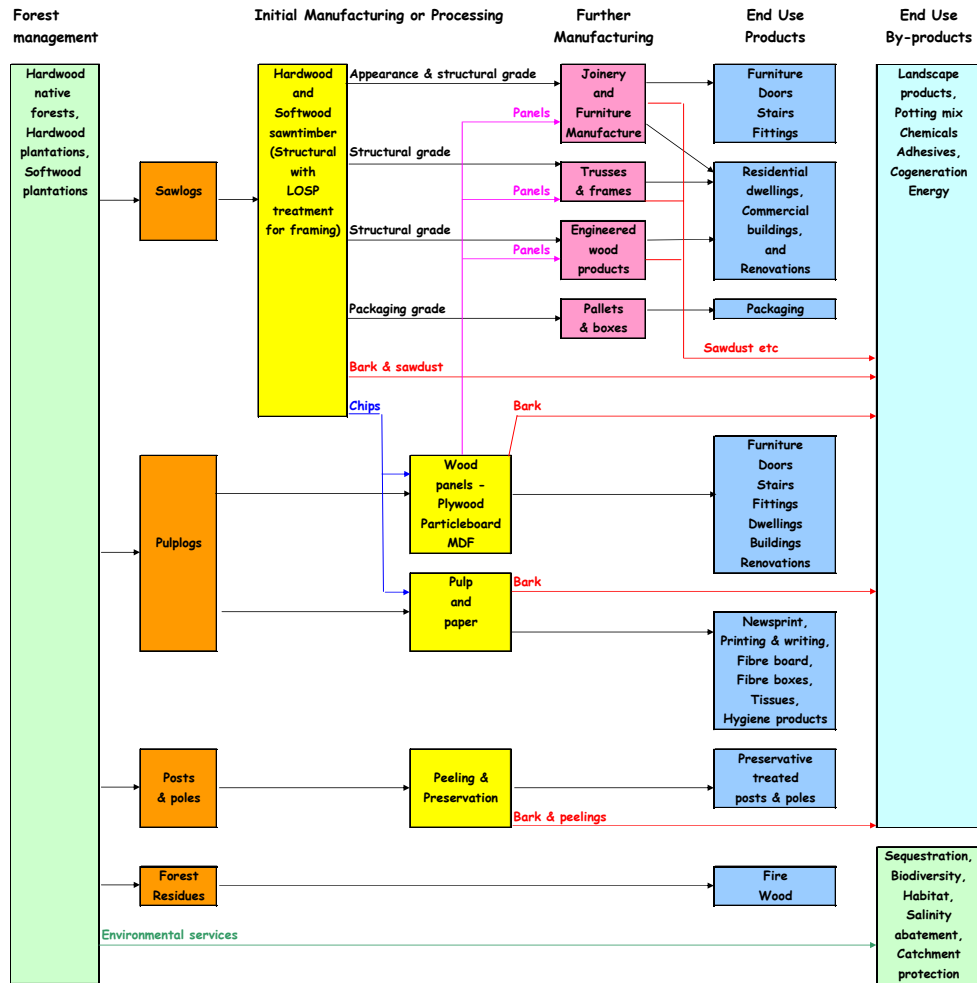 Forest
management
Initial Manufacturing or Processing
Further
Manufacturing
End Use
Products
End Use
By-products
Hardwood
native
forests,
Hardwood
plantations,
Softwood
plantations
Sawlogs
Hardwood
and
Softwood
sawntimber
(Structural
with
LOSP
treatment
for framing)
Appearance & structural grade
Panels
Structural grade
Panels
Structural grade
Panels
Packaging grade
Bark & sawdust
Chips
Joinery
and
Furniture
Manufacture
Trusses
& frames
Engineered
wood
products
Pallets
& boxes
Furniture
Doors
Stairs
Fittings
Residential
dwellings,
Commercial
buildings,
and
Renovations
Packaging
Sawdust etc
Landscape
products,
Potting mix
Chemicals
Adhesives,
Cogeneration
Energy
Pulplogs
Wood
panels -
Plywood
Particleboard
MDF
Bark
Furniture
Doors
Stairs
Fittings
Dwellings
Buildings
Renovations
Pulp
and
paper
Bark
Newsprint,
Printing & writing,
Fibre board,
Fibre boxes,
Tissues,
Hygiene products
Posts
& poles
Peeling &
Preservation
Bark & peelings
Preservative
treated
posts & poles
Forest
Residues
Fire
Wood
Environmental services
Sequestration,
Biodiversity,
Habitat,
Salinity
abatement,
Catchment
protection